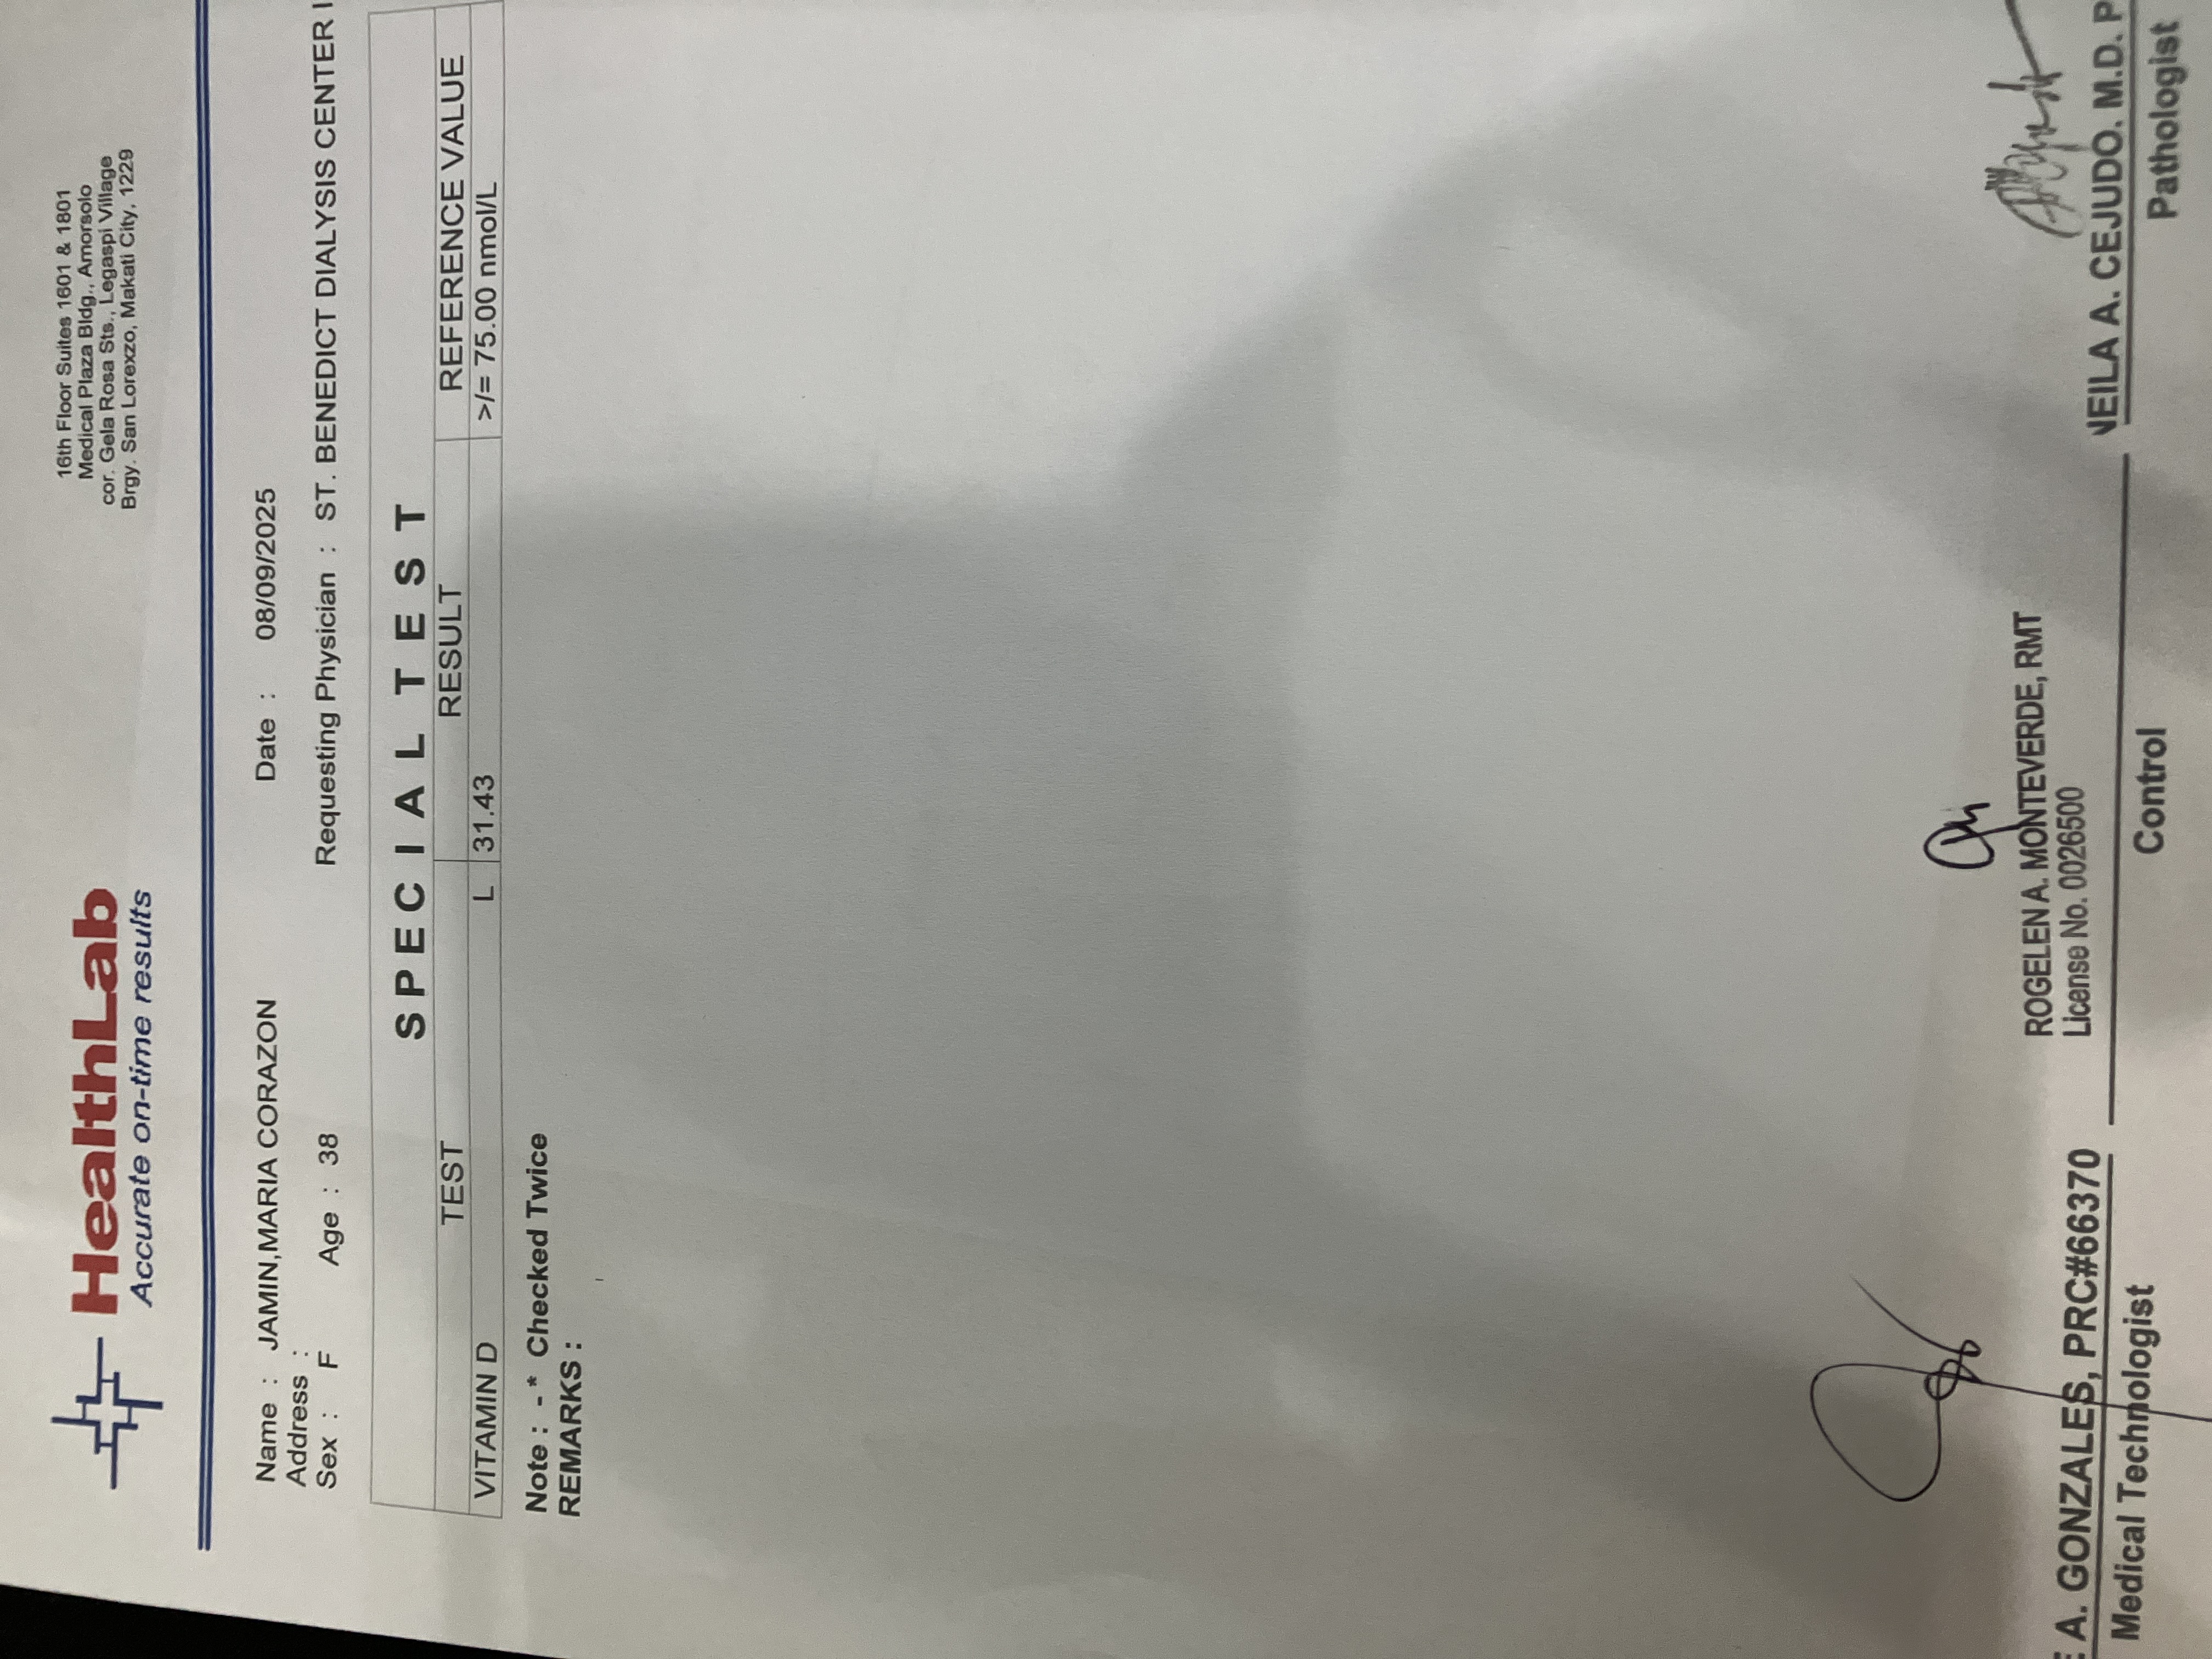 HealthLab
Accurate on-time results
16th Floor Suites 1601 & 1801
Medical Plaza Bldg., Amorsolo
cor. Gela Rosa Sts., Legaspi Village
Brgy. San Lorexzo, Makati City, 1229
Name : JAMIN,MARIA CORAZON Date : 08/09/2025
Address :
Sex : F Age : 38 Requesting Physician : ST. BENEDICT DIALYSIS CENTER I
SPECIAL TEST
TEST RESULT REFERENCE VALUE
VITAMIN D L 31.43 >/= 75.00 nmol/L
Note : - * Checked Twice
REMARKS :
A. GONZALES, PRC#66370
Medical Technologist
ROGELEN A. MONTEVERDE, RMT
License No. 0026500
Control
NEILA A. CEJUDO. M.D. P
Pathologist